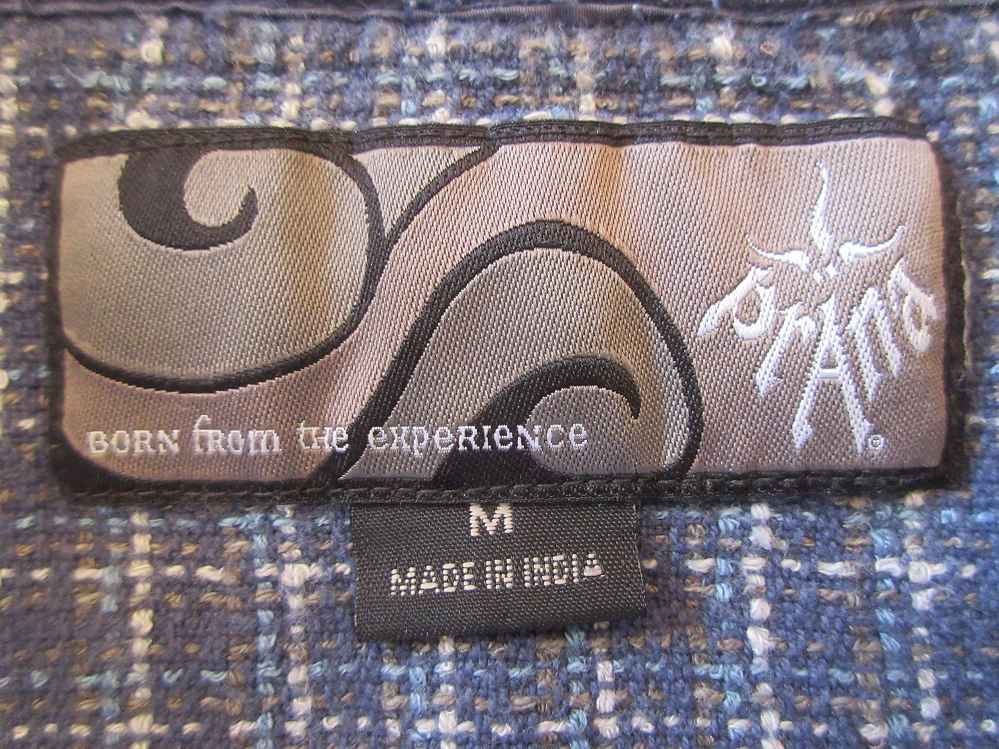 prAna
BORN from the experience
©
M
MADE IN INDIA